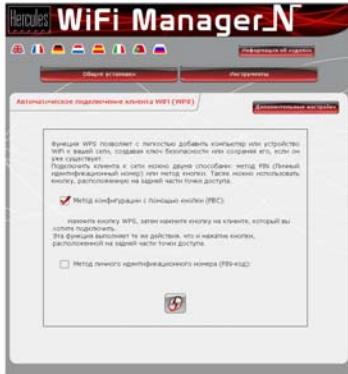 Hercules WiFi Manager N
Информация об изделии
Общие установки
Инструменты
Автоматическое подключение клиента WIFI (WPS)
Дополнительные настройки
Функция WPS позволяет с легкостью добавить компьютер или устройство
WiFi к вашей сети, создавая ключ безопасности или сохраняя его, если он
уже существует.
Подключить клиента к сети можно двумя способами: метод PIN (Личный
идентификационный номер) или метод кнопки. Также можно использовать
кнопку, расположенную на задней части точки доступа.
Метод конфигурации с помощью кнопки (PBC):
Нажмите кнопку WPS, затем нажмите кнопку на клиенте, который вы
хотите подключить.
Эта функция выполняет те же действия, что и нажатие кнопки,
расположенной на задней части точки доступа.
Метод личного идентификационного номера (PIN-код):